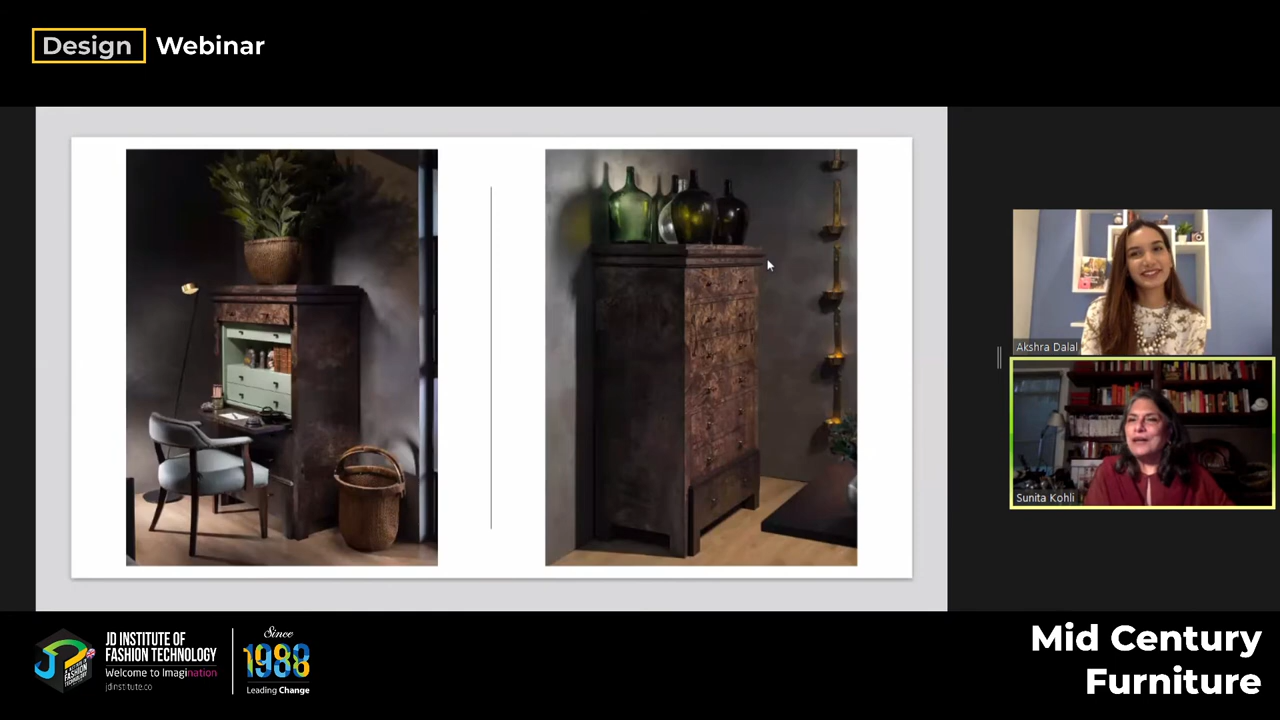 Design Webinar
Akshra Dalal
Sunita Kohli
JD INSTITUTE OF
FASHION TECHNOLOGY
Welcome to Imagination
jdinstitute.co
Since
1988
Leading Change
Mid Century
Furniture